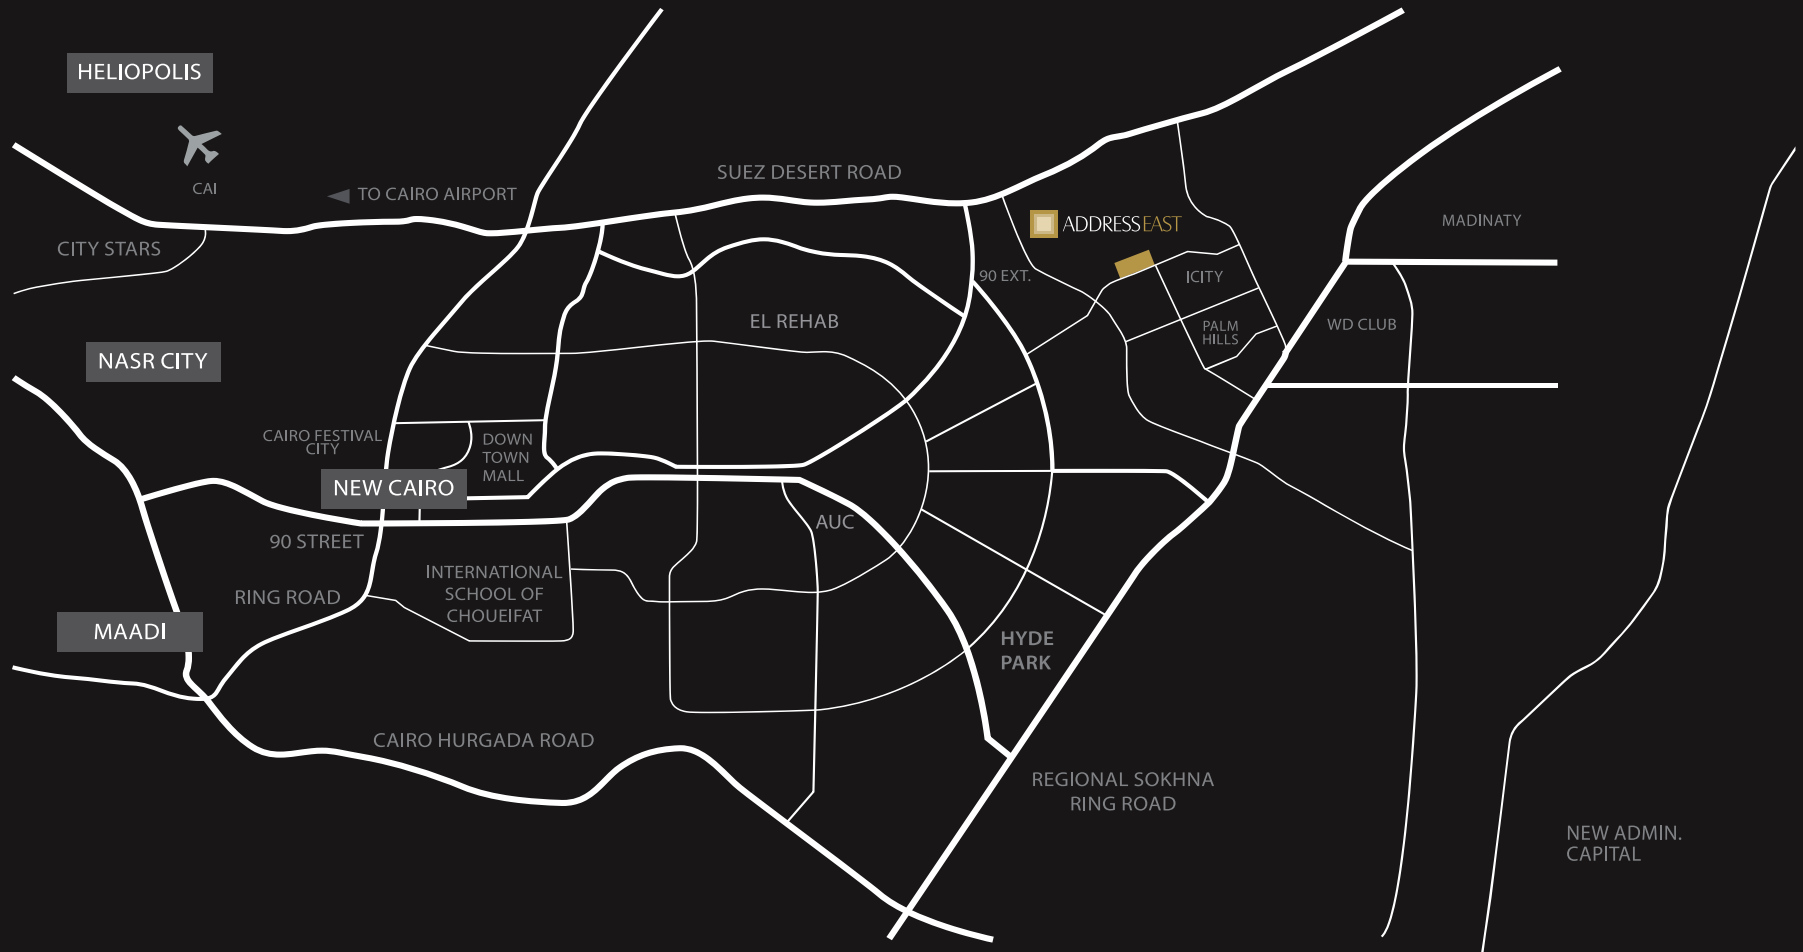 HELIOPOLIS
CAI
TO CAIRO AIRPORT
SUEZ DESERT ROAD
CITY STARS
ADDRESSEAST
MADINATY
90 EXT.
ICITY
EL REHAB
PALM
HILLS
WD CLUB
NASR CITY
CAIRO FESTIVAL
CITY
DOWN
TOWN
MALL
NEW CAIRO
90 STREET
AUC
INTERNATIONAL
SCHOOL OF
CHOUEIFAT
RING ROAD
MAADI
HYDE
PARK
CAIRO HURGADA ROAD
REGIONAL SOKHNA
RING ROAD
NEW ADMIN.
CAPITAL